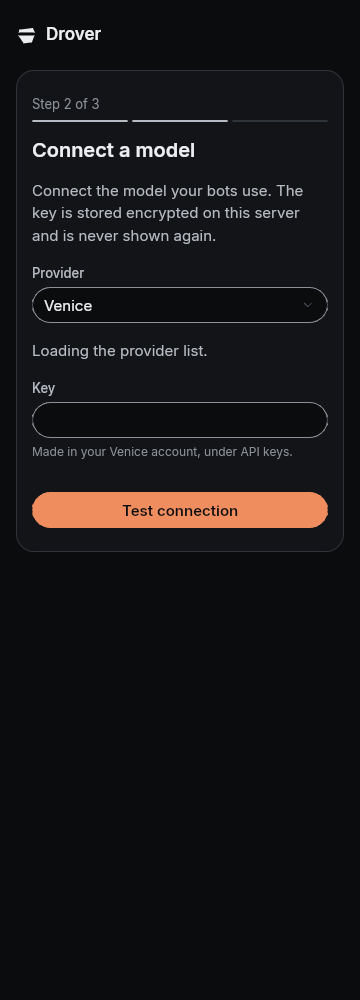 Drover
Step 2 of 3
Connect a model
Connect the model your bots use. The
key is stored encrypted on this server
and is never shown again.
Provider
Venice
Loading the provider list.
Key
Made in your Venice account, under API keys.
Test connection